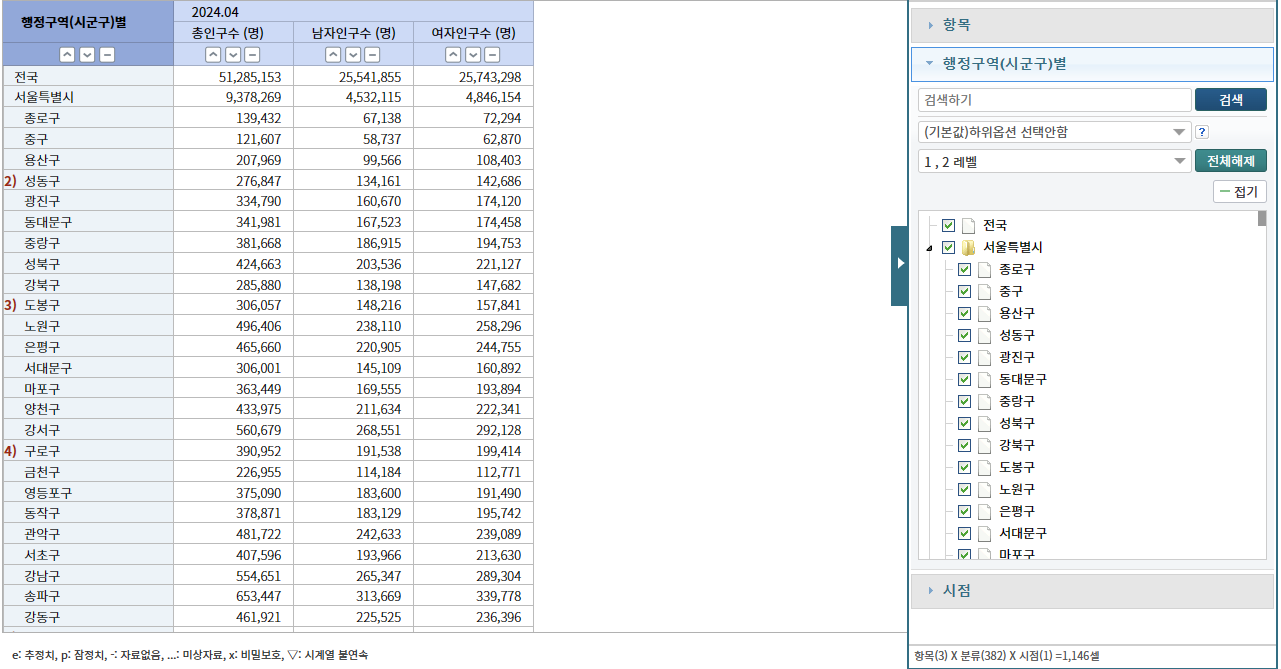 행정구역(시군구)별 2024.04
총인구수 (명) 남자인구수 (명) 여자인구수 (명)
전국 51,285,153 25,541,855 25,743,298
서울특별시 9,378,269 4,532,115 4,846,154
종로구 139,432 67,138 72,294
중구 121,607 58,737 62,870
용산구 207,969 99,566 108,403
2) 성동구 276,847 134,161 142,686
광진구 334,790 160,670 174,120
동대문구 341,981 167,523 174,458
중랑구 381,668 186,915 194,753
성북구 424,663 203,536 221,127
강북구 285,880 138,198 147,682
3) 도봉구 306,057 148,216 157,841
노원구 496,406 238,110 258,296
은평구 465,660 220,905 244,755
서대문구 306,001 145,109 160,892
마포구 363,449 169,555 193,894
양천구 433,975 211,634 222,341
강서구 560,679 268,551 292,128
4) 구로구 390,952 191,538 199,414
금천구 226,955 114,184 112,771
영등포구 375,090 183,600 191,490
동작구 378,871 183,129 195,742
관악구 481,722 242,633 239,089
서초구 407,596 193,966 213,630
강남구 554,651 265,347 289,304
송파구 653,447 313,669 339,778
강동구 461,921 225,525 236,396
e: 추정치, p: 잠정치, -: 자료없음, ...: 미상자료, x: 비밀보호, ▽: 시계열 불연속
항목
행정구역(시군구)별
검색하기 검색
(기본값)하위옵션 선택안함 ?
1 , 2 레벨 전체해제
접기
전국
서울특별시
종로구
중구
용산구
성동구
광진구
동대문구
중랑구
성북구
강북구
도봉구
노원구
은평구
서대문구
마포구
시점
항목(3) X 분류(382) X 시점(1) =1,146셀